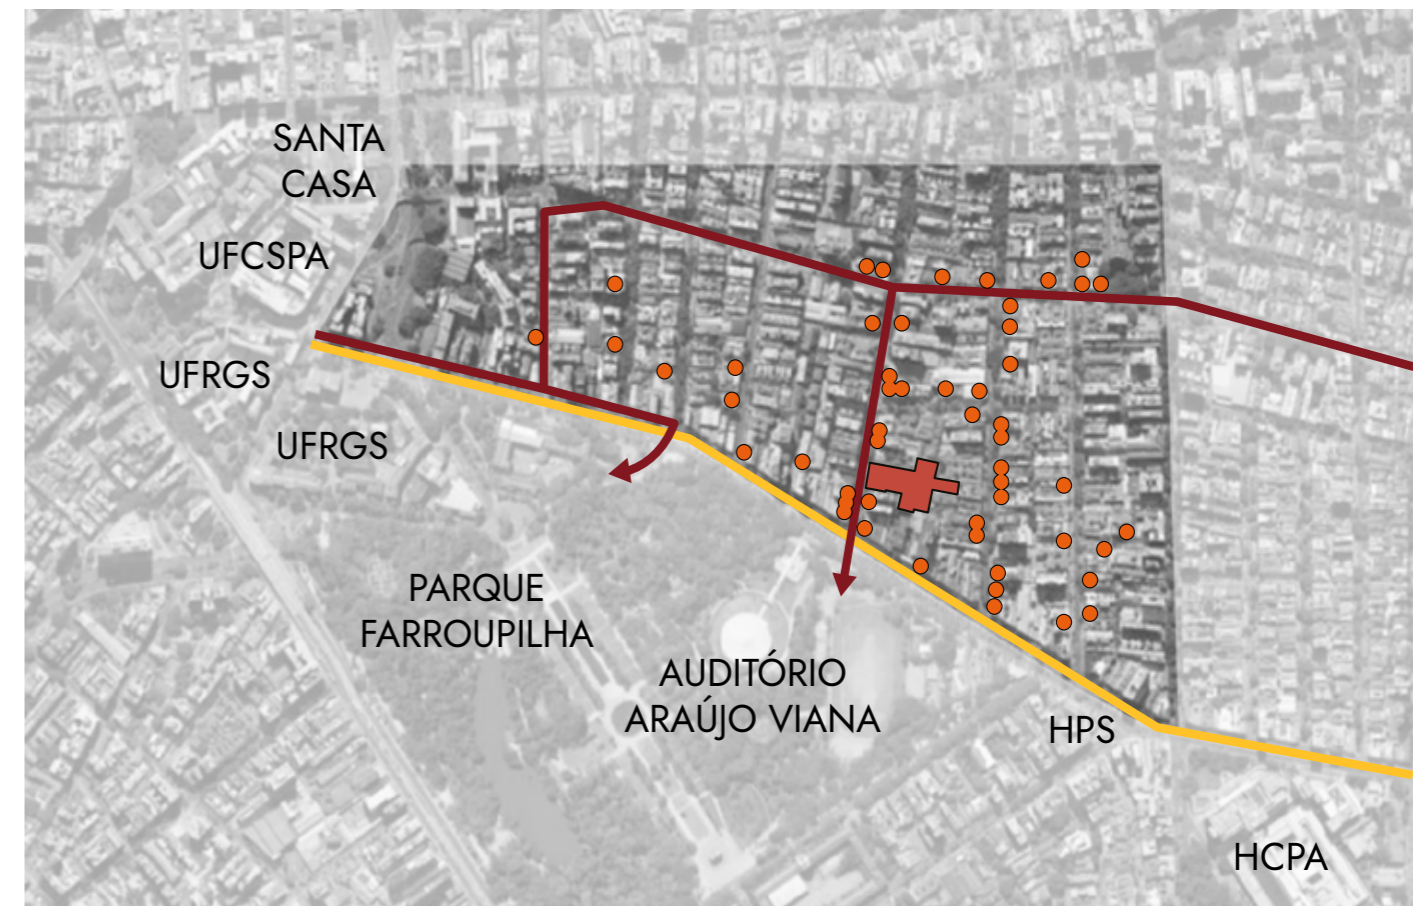 SANTA
CASA
UFCSPA
UFRGS
UFRGS
PARQUE
FARROUPILHA
AUDITÓRIO
ARAÚJO VIANA
HPS
HCPA